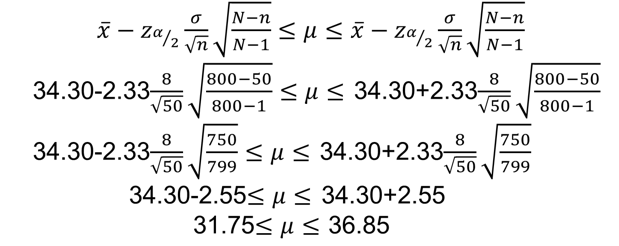 x̄ − zα/2 σ/√n √(N−n)/(N−1) ≤ μ ≤ x̄ − zα/2 σ/√n √(N−n)/(N−1)
34.30-2.33 8/√50 √(800−50)/(800−1) ≤ μ ≤ 34.30+2.33 8/√50 √(800−50)/(800−1)
34.30-2.33 8/√50 √750/799 ≤ μ ≤ 34.30+2.33 8/√50 √750/799
34.30-2.55≤ μ ≤ 34.30+2.55
31.75≤ μ ≤ 36.85